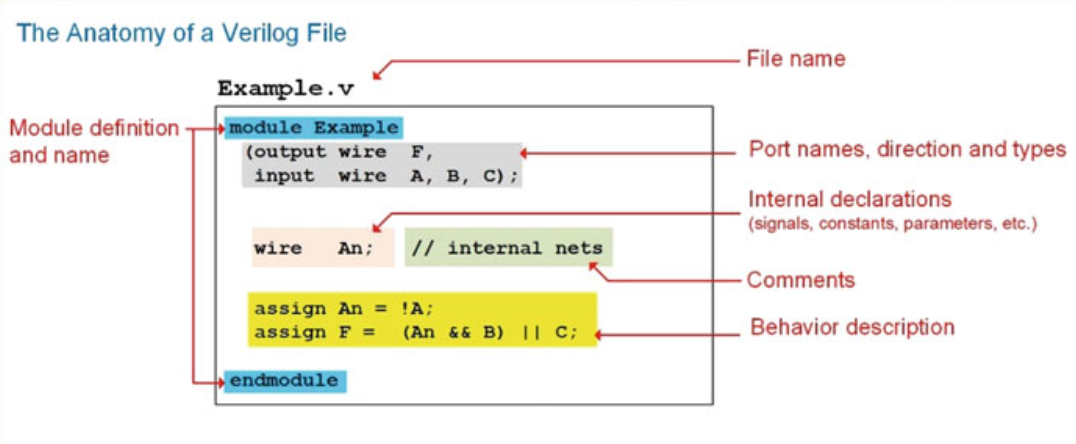 The Anatomy of a Verilog File
File name
Example.v
Module definition
and name
module Example
(output wire  F,
input  wire  A, B, C);
Port names, direction and types
Internal declarations
(signals, constants, parameters, etc.)
wire   An;  // internal nets
Comments
assign An = !A;
assign F =  (An && B) || C;
Behavior description
endmodule